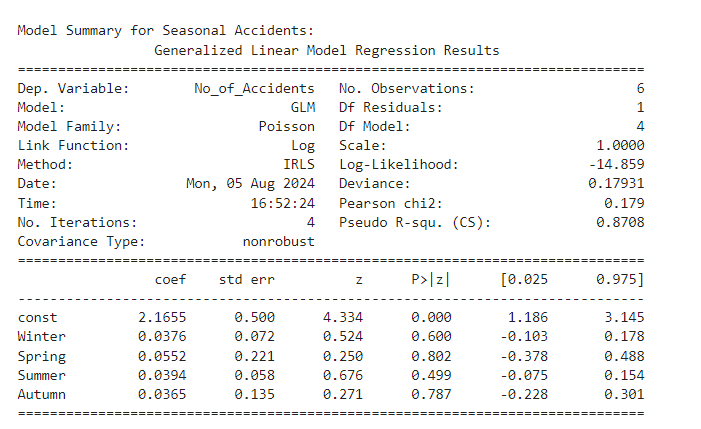 Model Summary for Seasonal Accidents:
Generalized Linear Model Regression Results
==============================================================================
Dep. Variable: No_of_Accidents No. Observations: 6
Model: GLM Df Residuals: 1
Model Family: Poisson Df Model: 4
Link Function: Log Scale: 1.0000
Method: IRLS Log-Likelihood: -14.859
Date: Mon, 05 Aug 2024 Deviance: 0.17931
Time: 16:52:24 Pearson chi2: 0.179
No. Iterations: 4 Pseudo R-squ. (CS): 0.8708
Covariance Type: nonrobust
==============================================================================
coef std err z P>|z| [0.025 0.975]
------------------------------------------------------------------------------
const 2.1655 0.500 4.334 0.000 1.186 3.145
Winter 0.0376 0.072 0.524 0.600 -0.103 0.178
Spring 0.0552 0.221 0.250 0.802 -0.378 0.488
Summer 0.0394 0.058 0.676 0.499 -0.075 0.154
Autumn 0.0365 0.135 0.271 0.787 -0.228 0.301
==============================================================================